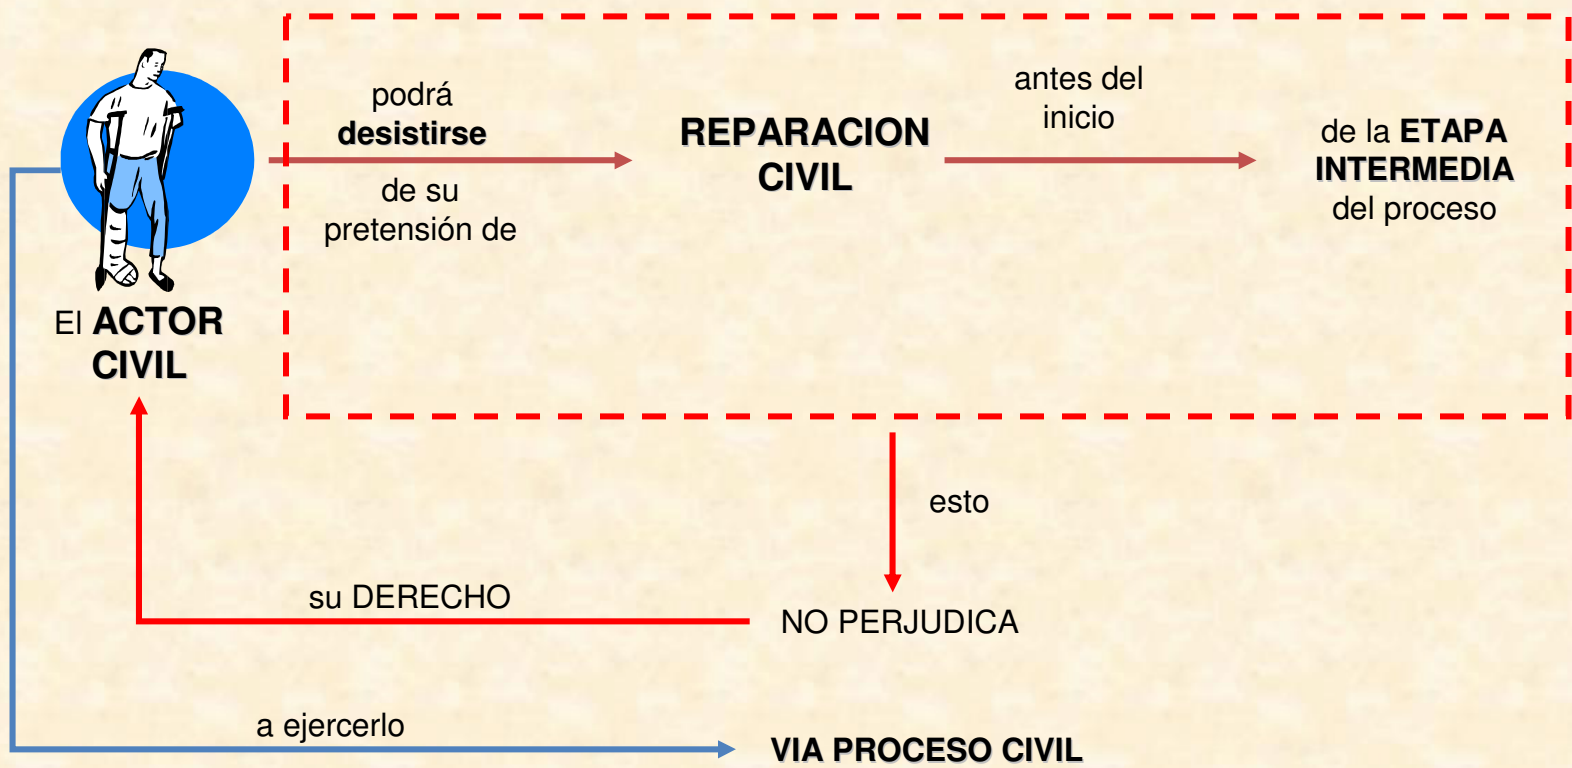 podrá
desistirse
de su
pretensión de
REPARACION
CIVIL
antes del
inicio
de la ETAPA
INTERMEDIA
del proceso
El ACTOR
CIVIL
esto
NO PERJUDICA
su DERECHO
a ejercerlo
VIA PROCESO CIVIL